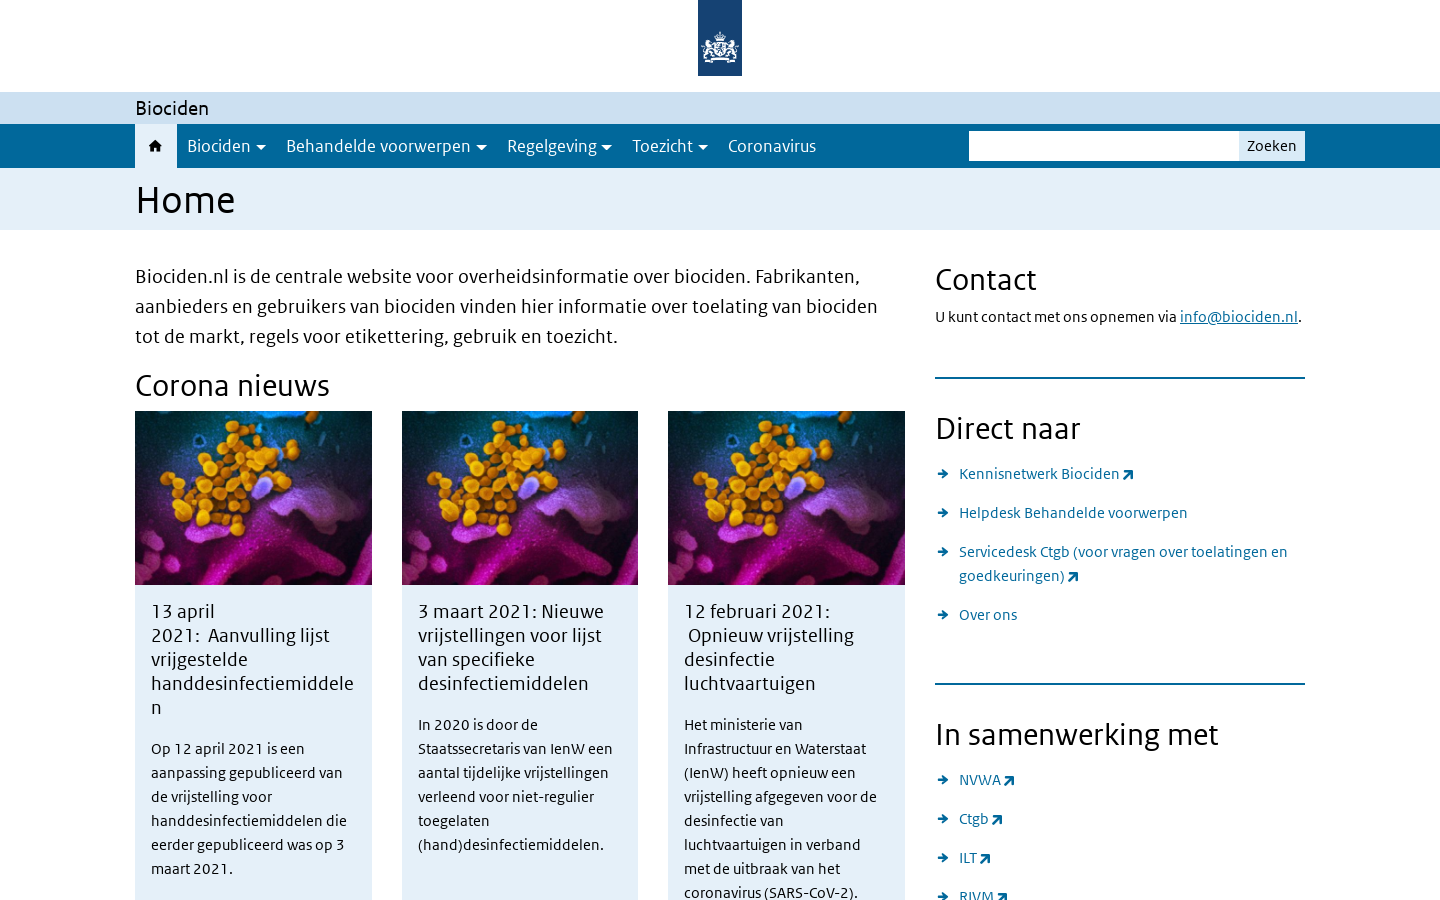 Biociden
Biociden
Behandelde voorwerpen
Regelgeving
Toezicht
Coronavirus
Zoeken
Home
Biociden.nl is de centrale website voor overheidsinformatie over biociden. Fabrikanten,
aanbieders en gebruikers van biociden vinden hier informatie over toelating van biociden
tot de markt, regels voor etikettering, gebruik en toezicht.
Corona nieuws
13 april
2021:  Aanvulling lijst
vrijgestelde
handdesinfectiemiddele
n
Op 12 april 2021 is een
aanpassing gepubliceerd van
de vrijstelling voor
handdesinfectiemiddelen die
eerder gepubliceerd was op 3
maart 2021.
3 maart 2021: Nieuwe
vrijstellingen voor lijst
van specifieke
desinfectiemiddelen
In 2020 is door de
Staatssecretaris van IenW een
aantal tijdelijke vrijstellingen
verleend voor niet-regulier
toegelaten
(hand)desinfectiemiddelen.
12 februari 2021:
Opnieuw vrijstelling
desinfectie
luchtvaartuigen
Het ministerie van
Infrastructuur en Waterstaat
(IenW) heeft opnieuw een
vrijstelling afgegeven voor de
desinfectie van
luchtvaartuigen in verband
met de uitbraak van het
coronavirus (SARS-CoV-2).
Contact
U kunt contact met ons opnemen via info@biociden.nl.
Direct naar
Kennisnetwerk Biociden
Helpdesk Behandelde voorwerpen
Servicedesk Ctgb (voor vragen over toelatingen en
goedkeuringen)
Over ons
In samenwerking met
NVWA
Ctgb
ILT
RIVM